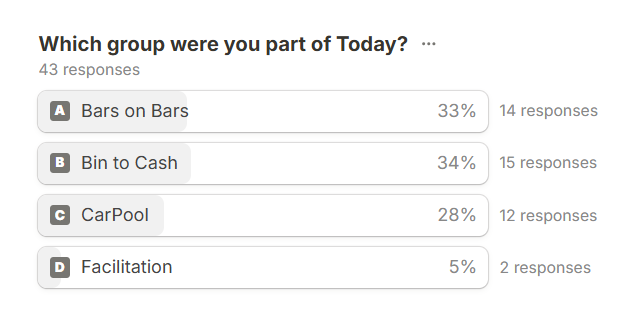 Which group were you part of Today? ...
43 responses
A Bars on Bars 33% 14 responses
B Bin to Cash 34% 15 responses
C CarPool 28% 12 responses
D Facilitation 5% 2 responses